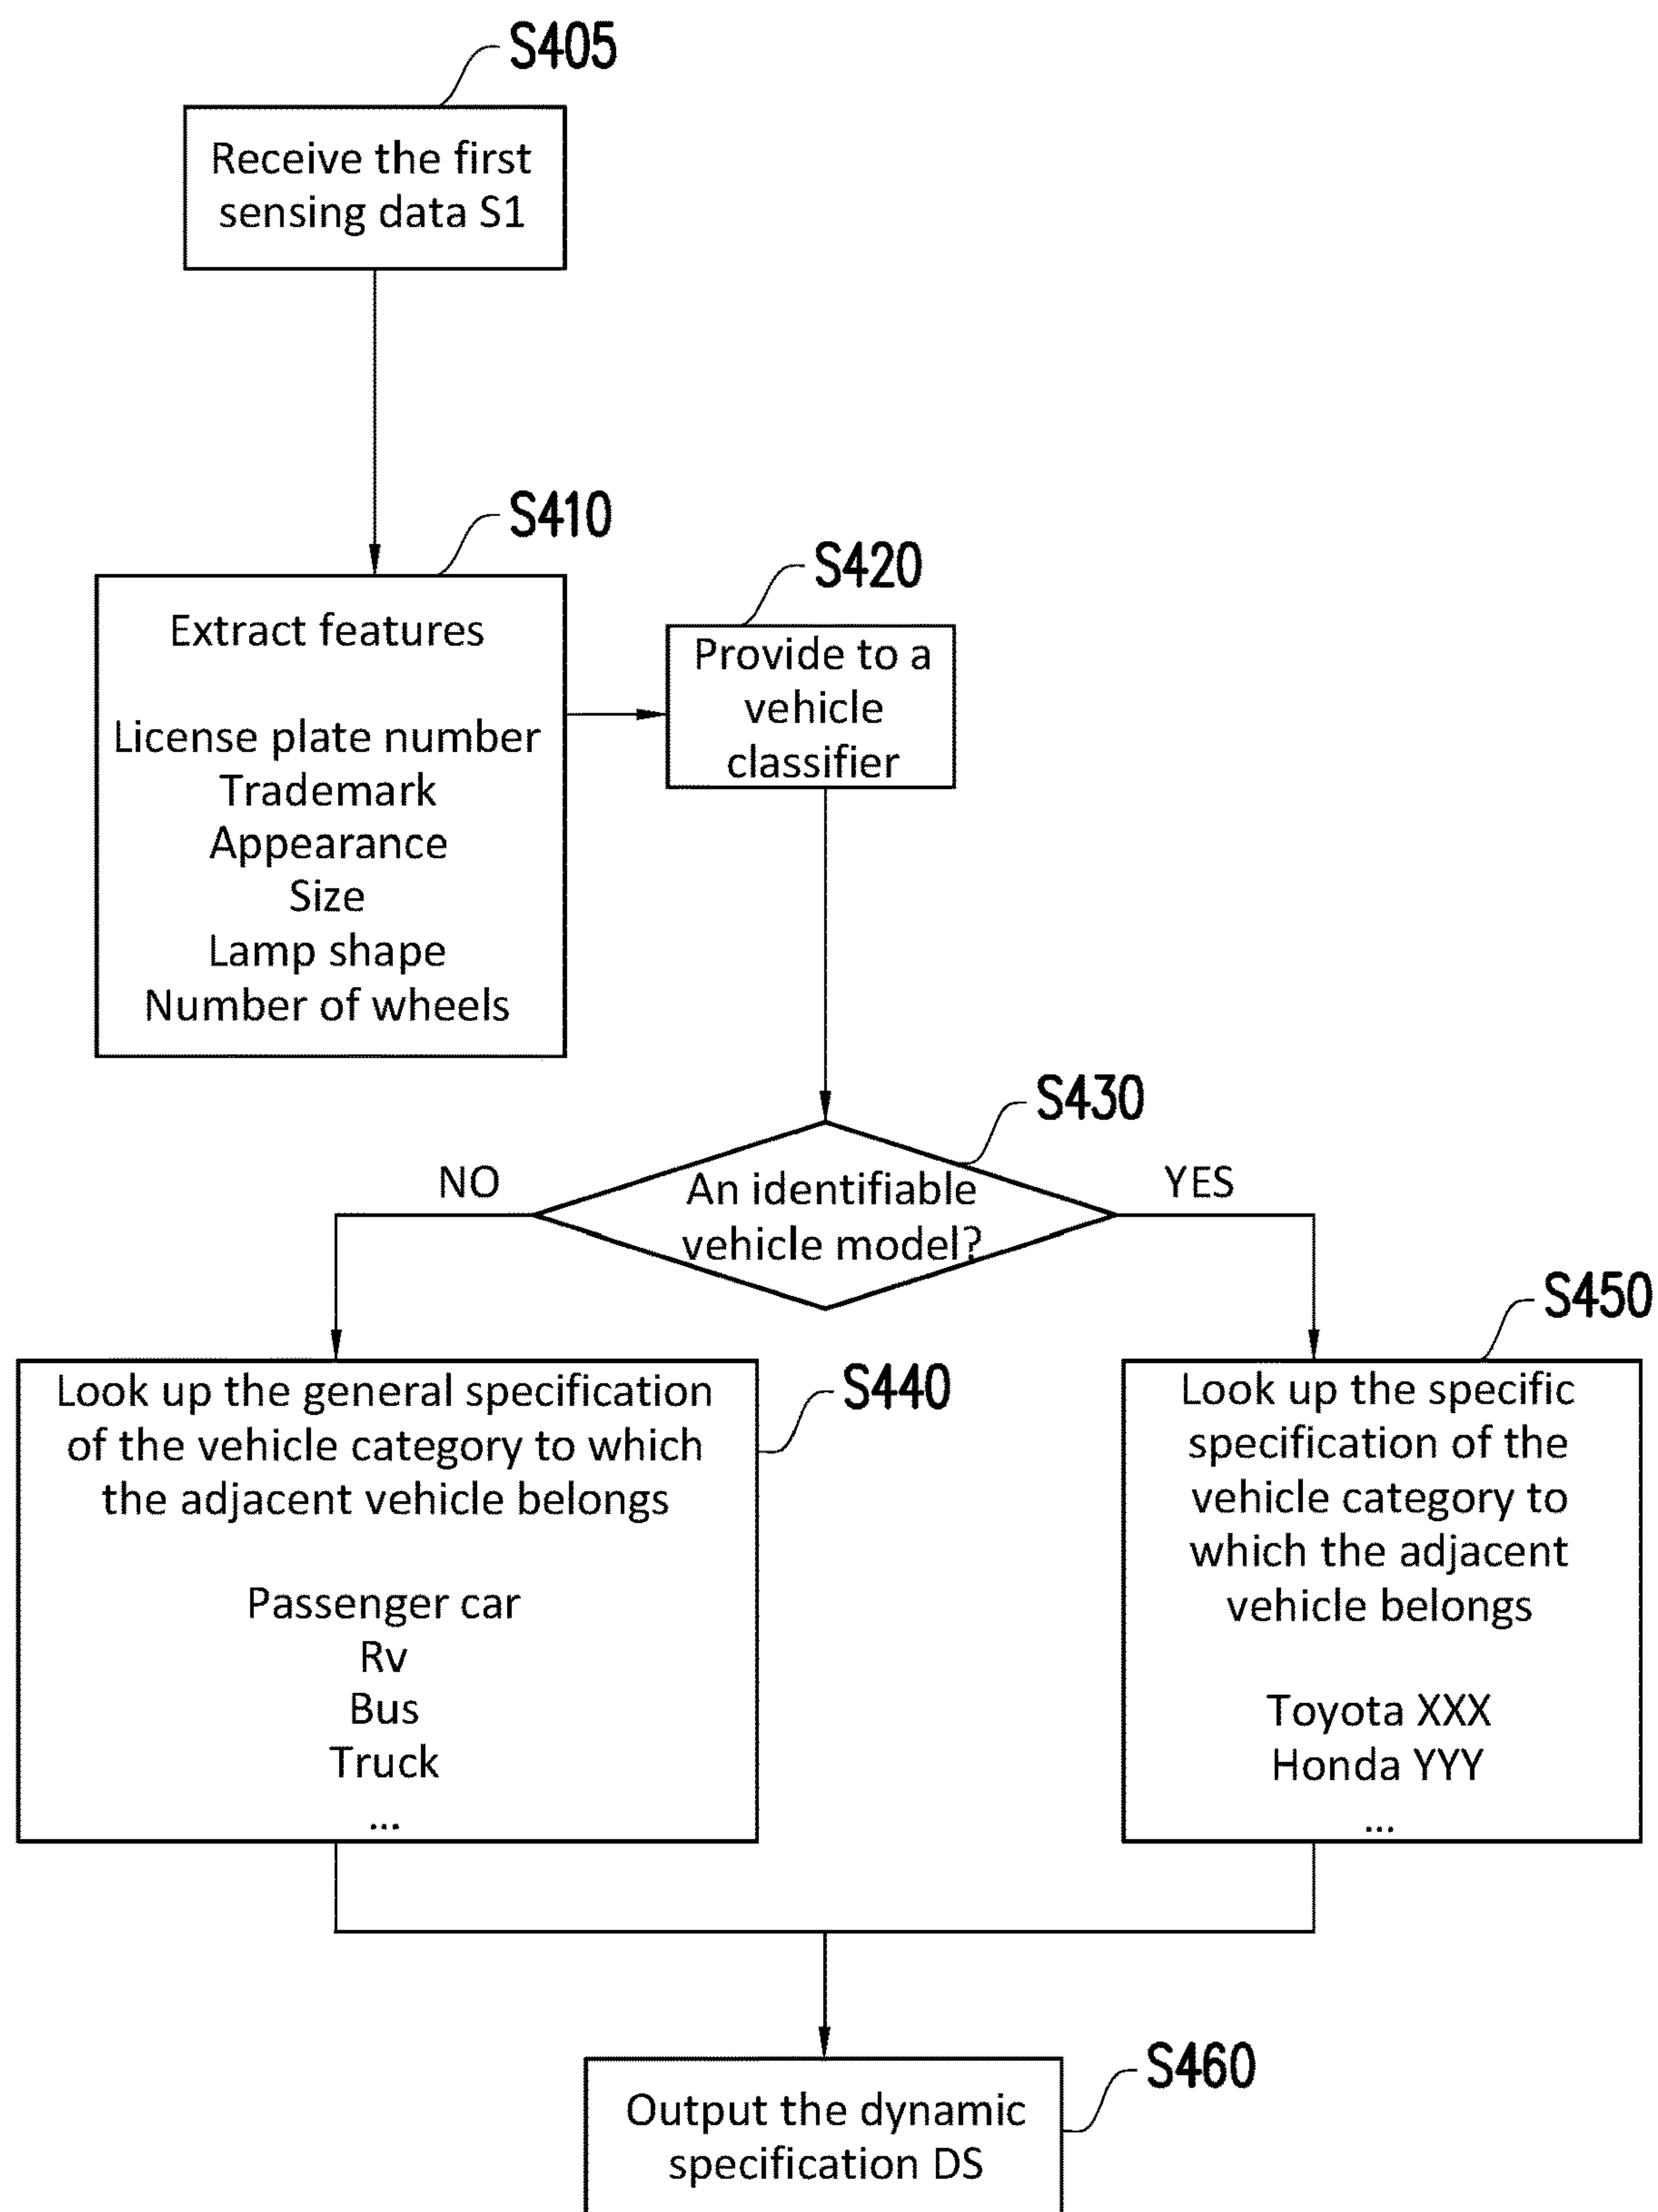 S405
Receive the first
sensing data S1
S410
Extract features
License plate number
Trademark
Appearance
Size
Lamp shape
Number of wheels
S420
Provide to a
vehicle
classifier
S430
An identifiable
vehicle model?
NO
YES
S440
Look up the general specification
of the vehicle category to which
the adjacent vehicle belongs
Passenger car
Rv
Bus
Truck
...
S450
Look up the specific
specification of the
vehicle category to
which the adjacent
vehicle belongs
Toyota XXX
Honda YYY
...
S460
Output the dynamic
specification DS